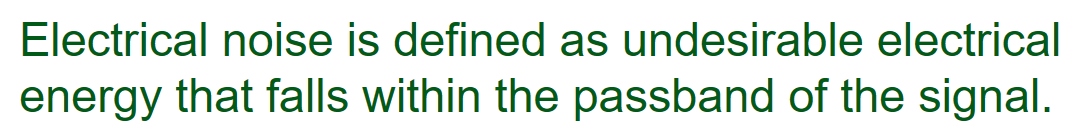 Electrical noise is defined as undesirable electrical
energy that falls within the passband of the signal.